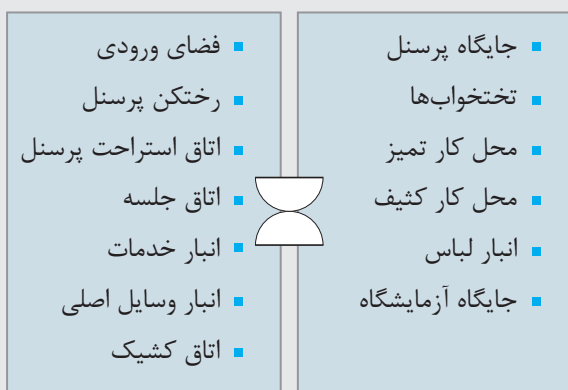 جایگاه پرسنل
تختخواب‌ها
محل کار تمیز
محل کار کثیف
انبار لباس
جایگاه آزمایشگاه
فضای ورودی
رختکن پرسنل
اتاق استراحت پرسنل
اتاق جلسه
انبار خدمات
انبار وسایل اصلی
اتاق کشیک